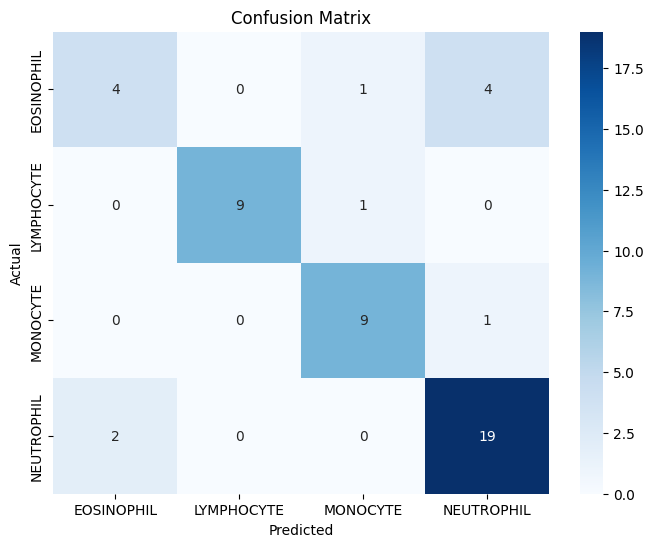 Confusion Matrix
Actual
EOSINOPHIL 4 0 1 4
LYMPHOCYTE 0 9 1 0
MONOCYTE 0 0 9 1
NEUTROPHIL 2 0 0 19
EOSINOPHIL LYMPHOCYTE MONOCYTE NEUTROPHIL
Predicted
17.5
15.0
12.5
10.0
7.5
5.0
2.5
0.0